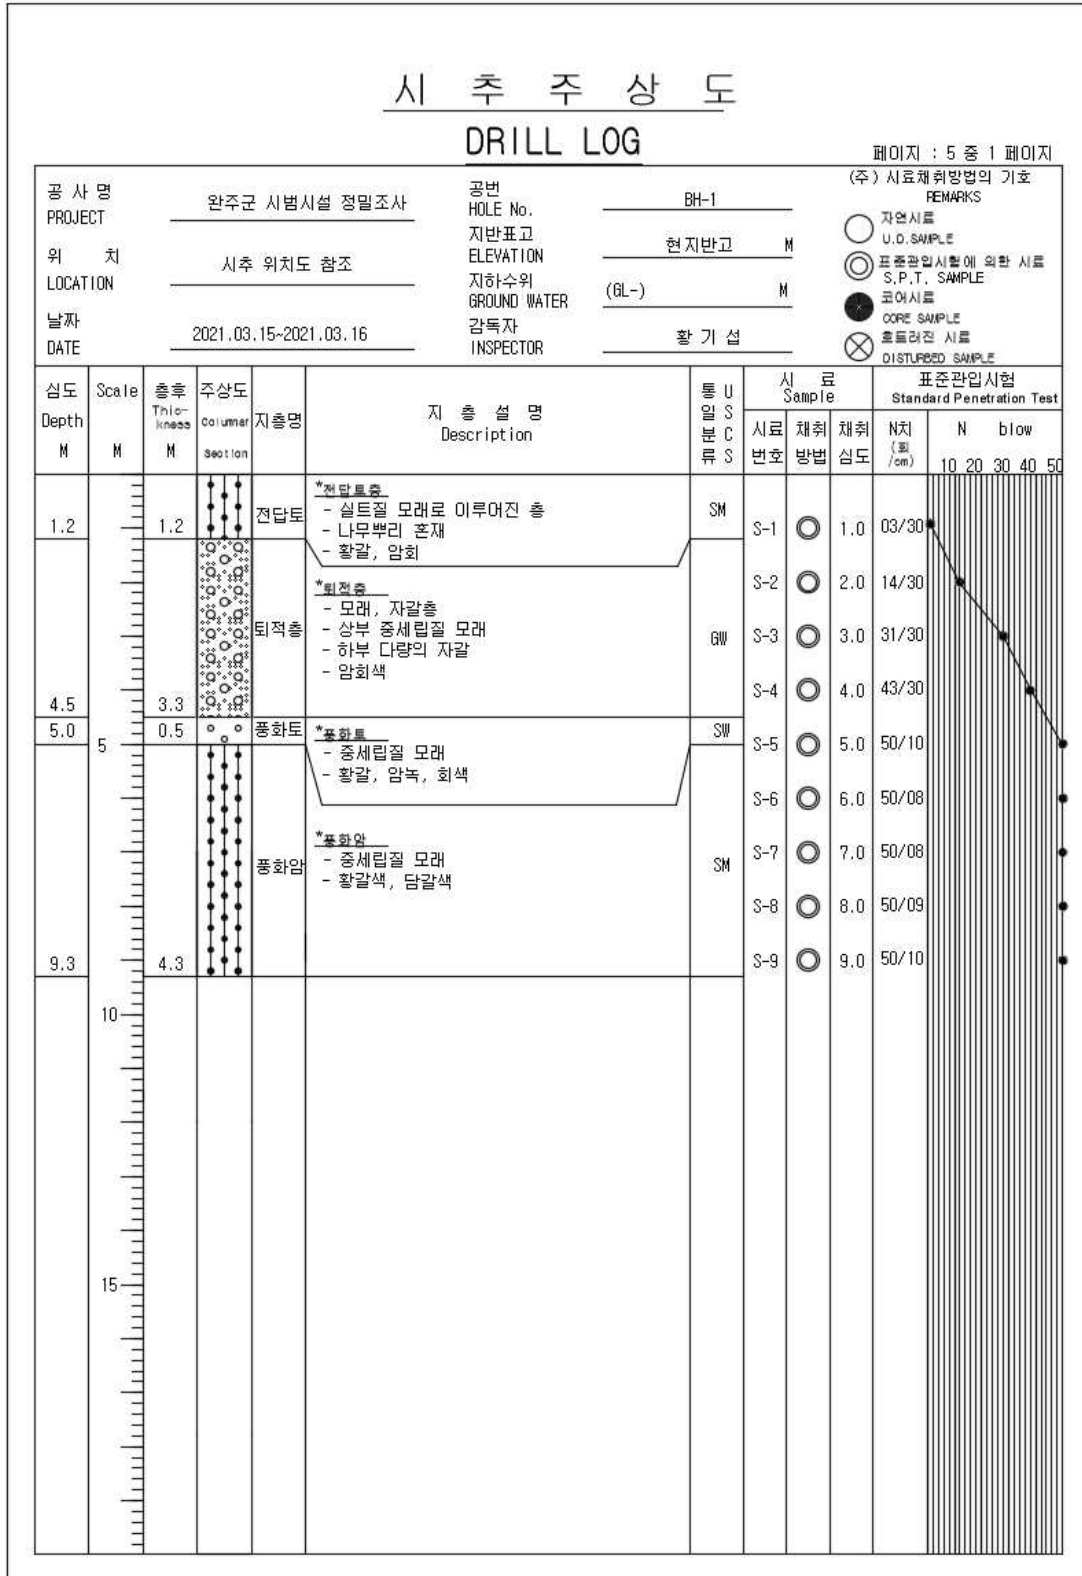 시 추 주 상 도
DRILL LOG
페이지 : 5 중 1 페이지
공 사 명
PROJECT
완주군 시범시설 정밀조사
위 치
LOCATION
시추 위치도 참조
날짜
DATE
2021.03.15~2021.03.16
공번
HOLE No.
BH-1
지반표고
ELEVATION
현지반고 M
지하수위
GROUND WATER
(GL-) M
감독자
INSPECTOR
황 기 섭
(주) 시료채취방법의 기호
REMARKS
자연시료
U.D.SAMPLE
표준관입시험에 의한 시료
S.P.T. SAMPLE
코어시료
CORE SAMPLE
흐트러진 시료
DISTURBED SAMPLE
심도
Depth
M
Scale
M
층후
Thic-
kness
M
주상도
Columnar
Section
지층명
지 층 설 명
Description
통일분류
USCS
시 료
Sample
시료
번호
채취
방법
채취
심도
표준관입시험
Standard Penetration Test
N치
(회
/cm)
N blow
10 20 30 40 50
1.2 1.2 전답토 SM
*전답토층
- 실트질 모래로 이루어진 층
- 나무뿌리 혼재
- 황갈, 암회
4.5 3.3 퇴적층 GW
*퇴적층
- 모래, 자갈층
- 상부 중세립질 모래
- 하부 다량의 자갈
- 암회색
5.0 0.5 풍화토 SW
*풍화토
- 중세립질 모래
- 황갈, 암녹, 회색
9.3 4.3 풍화암 SM
*풍화암
- 중세립질 모래
- 황갈색, 담갈색
S-1 1.0 03/30
S-2 2.0 14/30
S-3 3.0 31/30
S-4 4.0 43/30
S-5 5.0 50/10
S-6 6.0 50/08
S-7 7.0 50/08
S-8 8.0 50/09
S-9 9.0 50/10
5
10
15